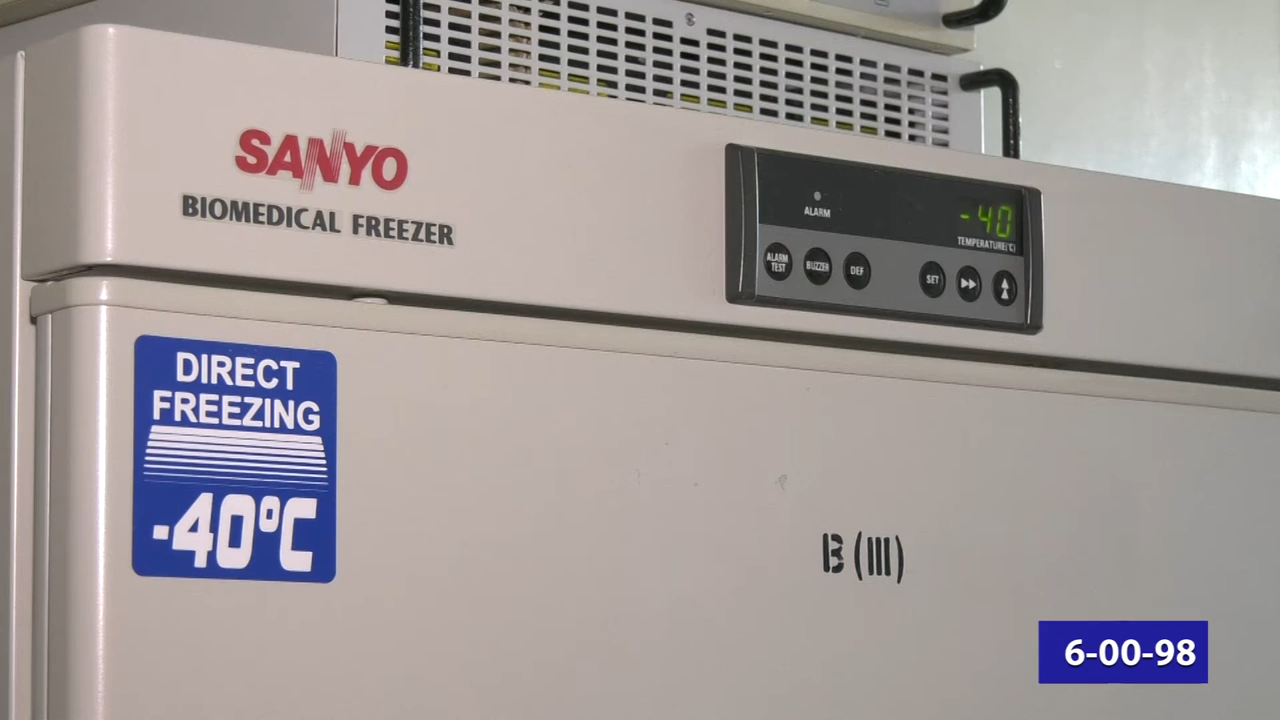 SANYO
BIOMEDICAL FREEZER
ALARM
-40
TEMPERATURE(°C)
ALARM TEST
BUZZER
DEF
SET
DIRECT
FREEZING
-40°C
B (III)
6-00-98